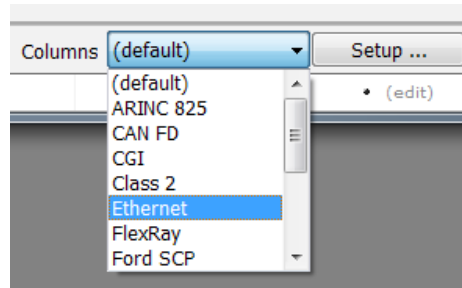 Columns (default) Setup ...
(default)
• (edit)
ARINC 825
CAN FD
CGI
Class 2
Ethernet
FlexRay
Ford SCP